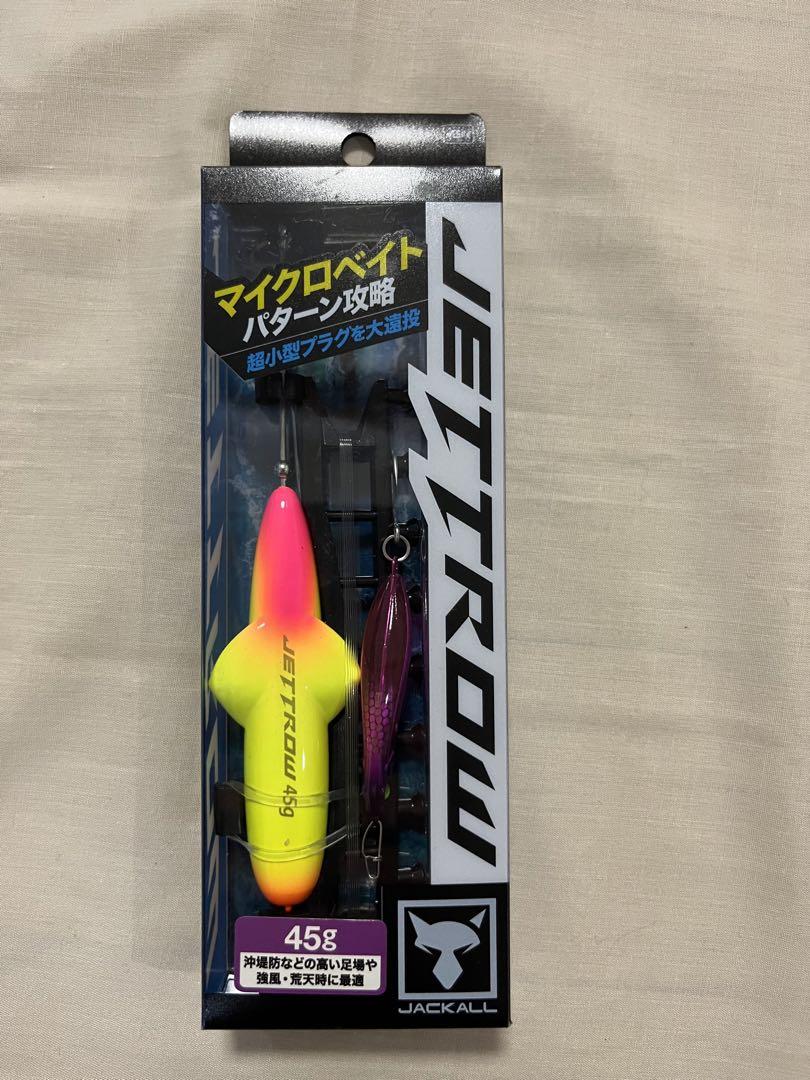 マイクロベイト
パターン攻略
超小型プラグを大遠投
JETTROW
JETTROW 45g
45g
沖堤防などの高い足場や
強風・荒天時に最適
JACKALL